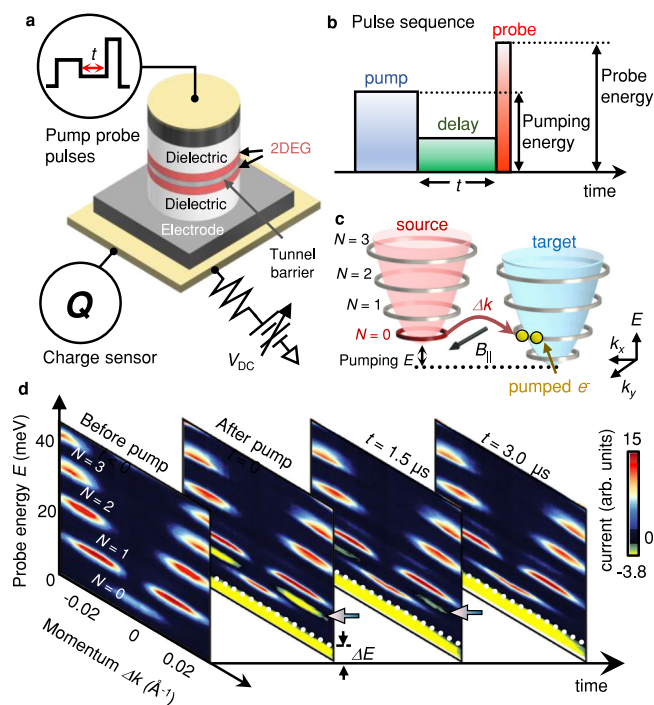 a
t
Pump probe
pulses
Dielectric
2DEG
Dielectric
Electrode
Tunnel
barrier
Q
Charge sensor
V_DC
b Pulse sequence
probe
pump
delay
Pumping
energy
Probe
energy
t
time
c
source
target
N = 3
N = 2
N = 1
N = 0
Δk
Pumping E
B_||
pumped e-
E
k_x
k_y
d
Before pump
After pump
t = 1.5 µs
t = 3.0 µs
Probe energy E (meV)
40
20
0
N = 3
N = 2
N = 1
N = 0
-0.02
0
0.02
Momentum Δk (Å⁻¹)
ΔE
time
current (arb. units)
15
0
-3.8